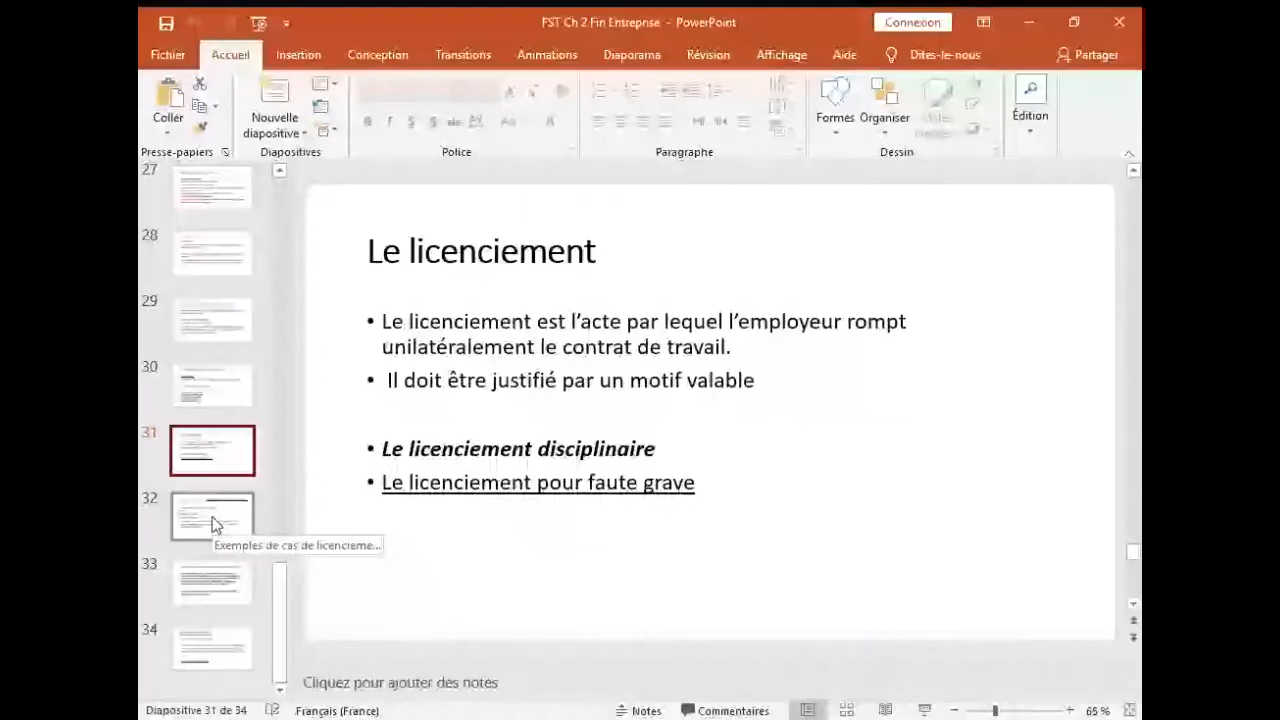 FST Ch 2 Fin Entreprise - PowerPoint
Connexion
Fichier Accueil Insertion Conception Transitions Animations Diaporama Révision Affichage Aide Dites-le-nous Partager
Coller
Nouvelle
diapositive
Formes Organiser
Édition
Presse-papiers Diapositives Police Paragraphe Dessin
27
28
29
30
31
32
33
34
Exemples de cas de licencieme...
Le licenciement
• Le licenciement est l’acte par lequel l’employeur rompt
unilatéralement le contrat de travail.
• Il doit être justifié par un motif valable
• Le licenciement disciplinaire
• Le licenciement pour faute grave
Cliquez pour ajouter des notes
Diapositive 31 de 34 Français (France) Notes Commentaires 65 %